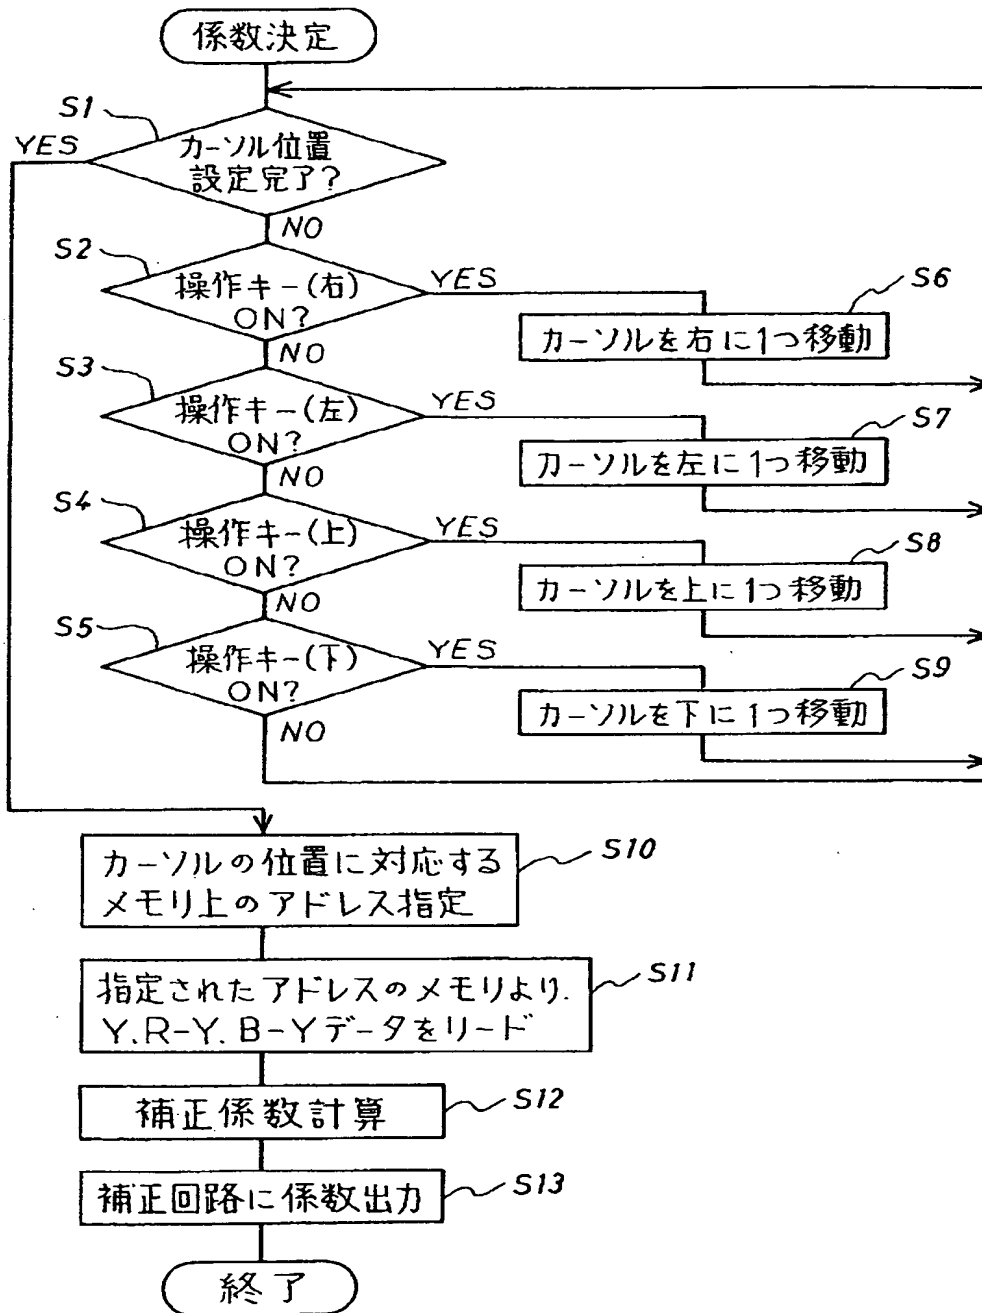 係数決定
S1
YES
カーソル位置
設定完了?
NO
S2
操作キー(右)
ON?
YES
NO
S6
カーソルを右に1つ移動
S3
操作キー(左)
ON?
YES
NO
S7
カーソルを左に1つ移動
S4
操作キー(上)
ON?
YES
NO
S8
カーソルを上に1つ移動
S5
操作キー(下)
ON?
YES
NO
S9
カーソルを下に1つ移動
カーソルの位置に対応する
メモリ上のアドレス指定
S10
指定されたアドレスのメモリより.
Y.R-Y.B-Yデータをリード
S11
補正係数計算
S12
補正回路に係数出力
S13
終了